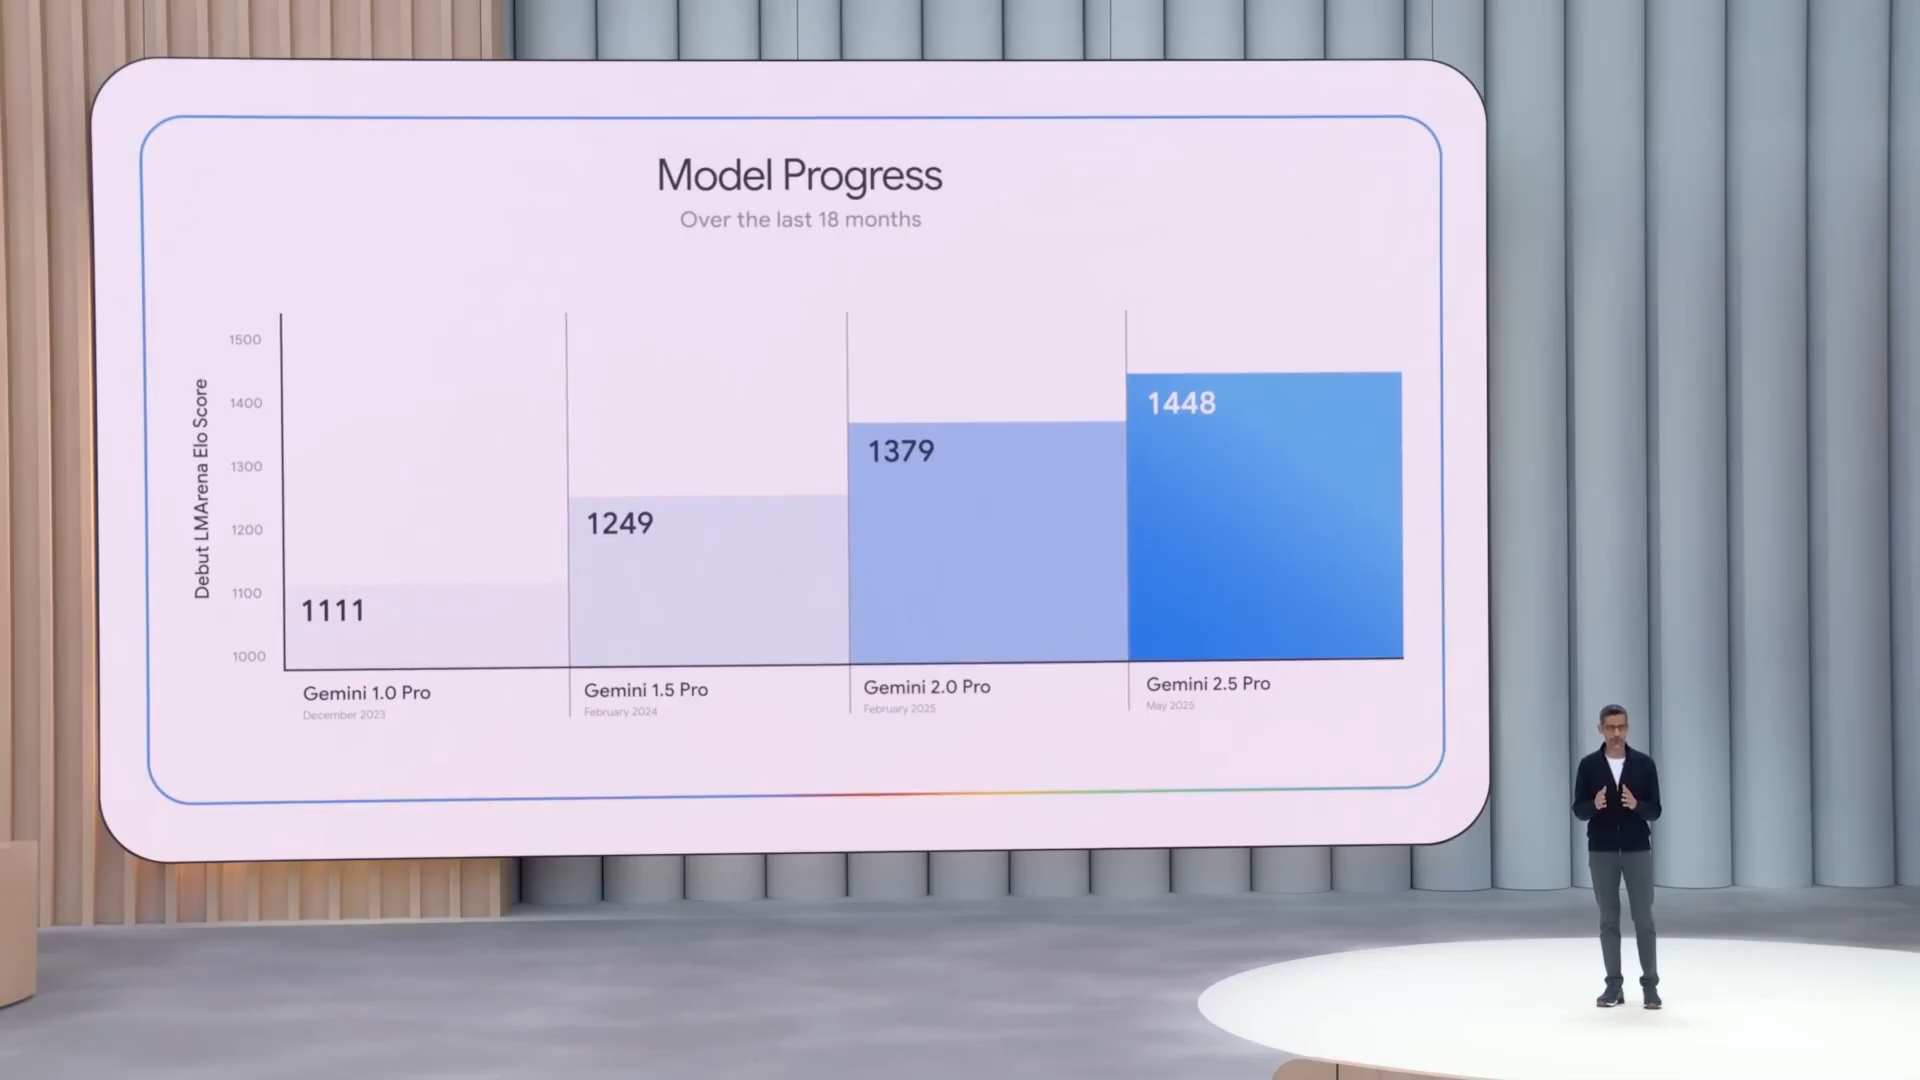 Model Progress
Over the last 18 months
Debut LMArena Elo Score
1500
1400
1300
1200
1100
1000
1111
1249
1379
1448
Gemini 1.0 Pro
December 2023
Gemini 1.5 Pro
February 2024
Gemini 2.0 Pro
February 2025
Gemini 2.5 Pro
May 2025